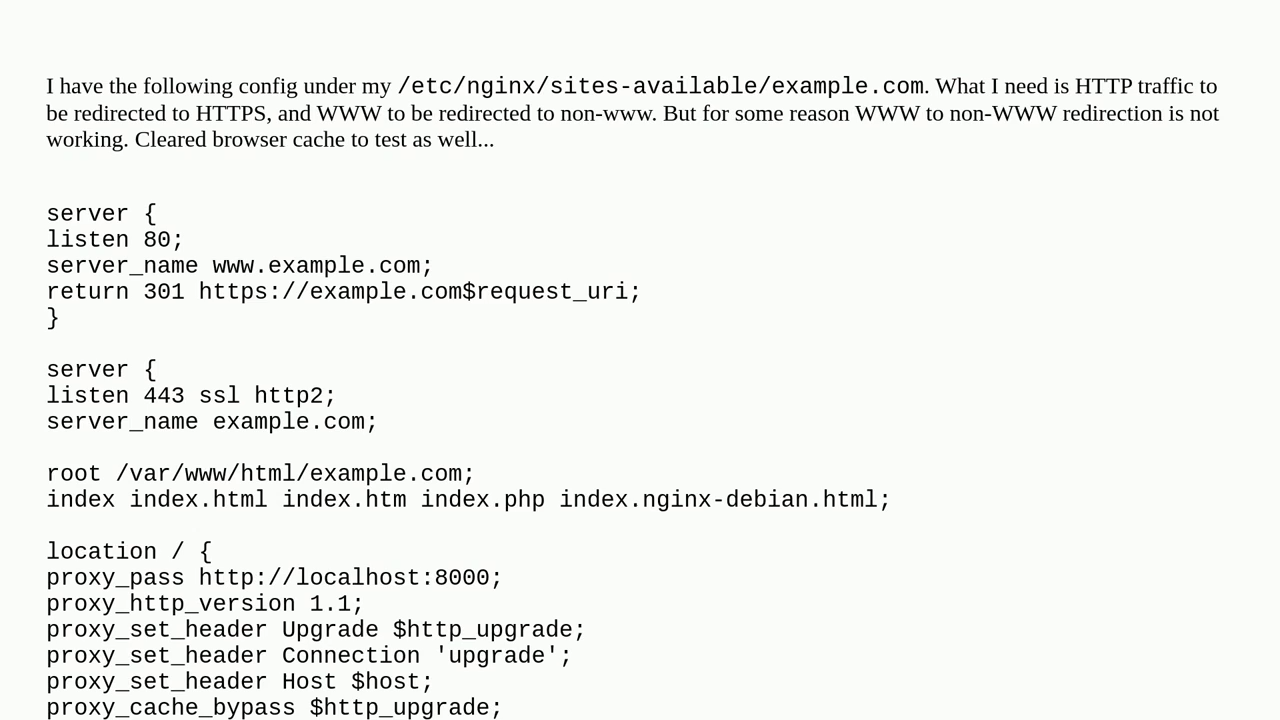 I have the following config under my /etc/nginx/sites-available/example.com. What I need is HTTP traffic to
be redirected to HTTPS, and WWW to be redirected to non-www. But for some reason WWW to non-WWW redirection is not
working. Cleared browser cache to test as well...
server {
listen 80;
server_name www.example.com;
return 301 https://example.com$request_uri;
}
server {
listen 443 ssl http2;
server_name example.com;
root /var/www/html/example.com;
index index.html index.htm index.php index.nginx-debian.html;
location / {
proxy_pass http://localhost:8000;
proxy_http_version 1.1;
proxy_set_header Upgrade $http_upgrade;
proxy_set_header Connection 'upgrade';
proxy_set_header Host $host;
proxy_cache_bypass $http_upgrade;